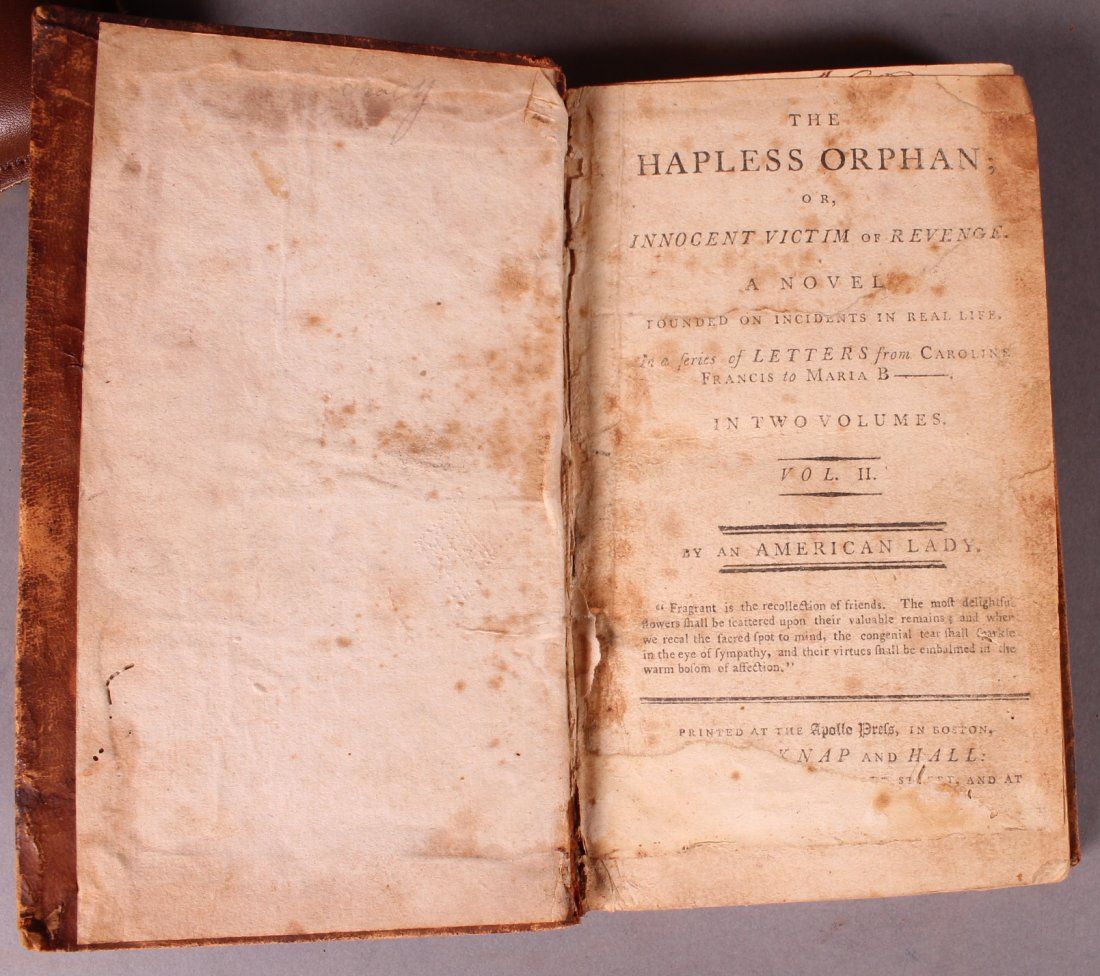 THE
HAPLESS ORPHAN;
OR,
INNOCENT VICTIM OF REVENGE.
A NOVEL
FOUNDED ON INCIDENTS IN REAL LIFE.
In a ſeries of LETTERS from CAROLINE
FRANCIS to MARIA B———.
IN TWO VOLUMES.
VOL. II.
BY AN AMERICAN LADY.
"Fragrant is the recollection of friends. The moſt delightful
flowers ſhall be ſcattered upon their valuable remains; and when
we recal the ſacred ſpot to mind, the congenial tear ſhall ſparkle
in the eye of ſympathy, and their virtues ſhall be embalmed in the
warm boſom of affection."
PRINTED AT THE Apollo Preſs, IN BOSTON,
KNAP AND HALL:
STREET, AND AT